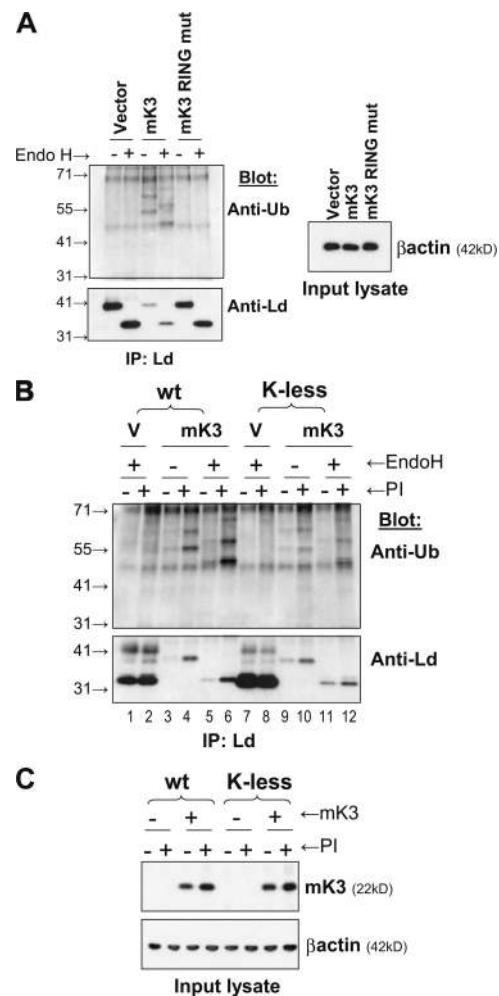 A
Vector
mK3
mK3 RING mut
Endo H→ - + - + - +
71→
55→
41→
31→
Blot:
Anti-Ub
41→
31→
Anti-Ld
IP: Ld
Vector
mK3
mK3 RING mut
βactin (42kD)
Input lysate
B
wt K-less
V mK3 V mK3
+ - + + - + ←EndoH
- + - + - + - + - + - + ←PI
71→
55→
41→
31→
Blot:
Anti-Ub
41→
31→
Anti-Ld
1 2 3 4 5 6 7 8 9 10 11 12
IP: Ld
C
wt K-less
- + - + ←mK3
- + - + - + - + ←PI
mK3 (22kD)
βactin (42kD)
Input lysate